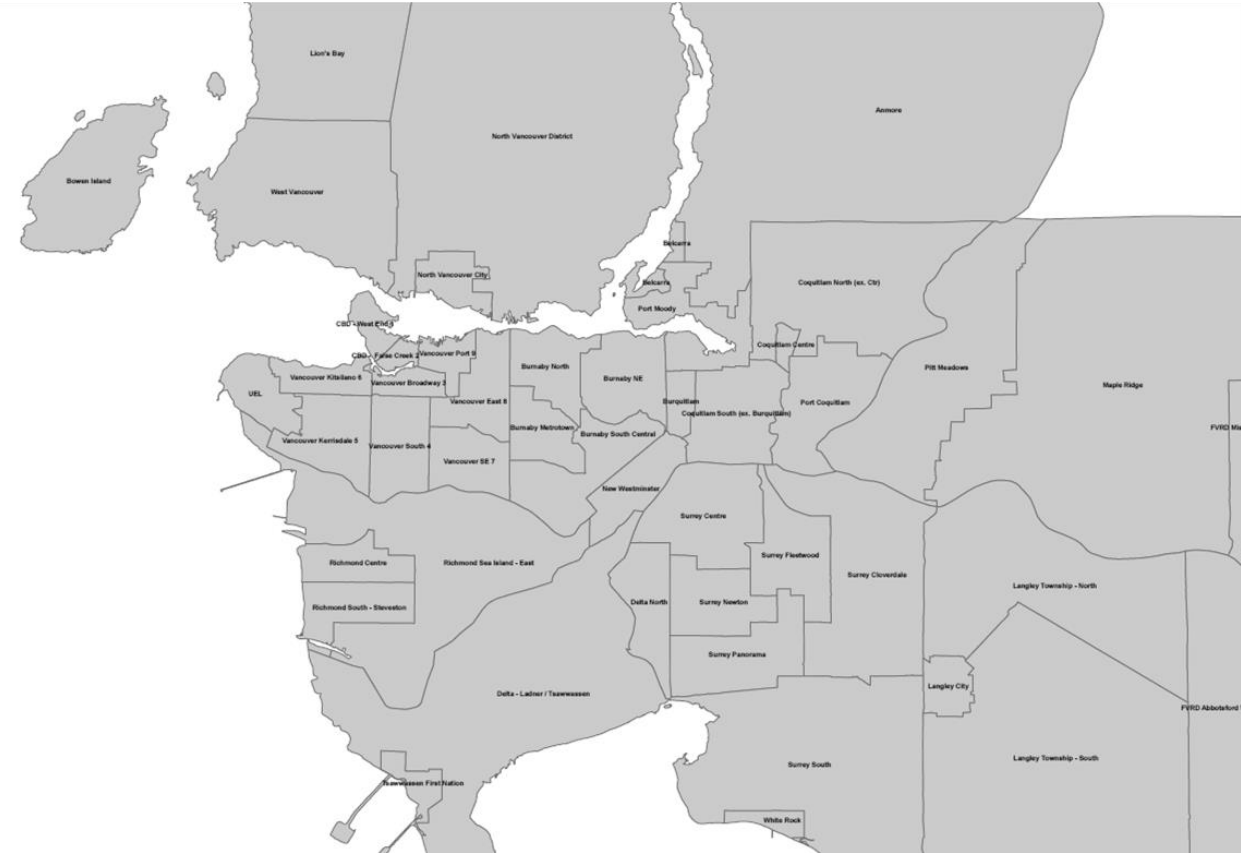 Lion's Bay
Anmore
North Vancouver District
Bowen Island
West Vancouver
Belcarra
North Vancouver City
Belcarra
Coquitlam North (ex. Ctr)
Port Moody
CBD - West End 1
Coquitlam Centre
CBD - False Creek 2
Vancouver Port 9
Burnaby North
Pitt Meadows
Vancouver Kitsilano 6
Vancouver Broadway 3
Burnaby NE
Maple Ridge
UEL
Vancouver East 8
Burquitlam
Port Coquitlam
Coquitlam South (ex. Burquitlam)
Burnaby Metrotown
FVRD Mis
Burnaby South Central
Vancouver Kerrisdale 5
Vancouver South 4
Vancouver SE 7
New Westminster
Surrey Centre
Surrey Fleetwood
Richmond Centre
Richmond Sea Island - East
Surrey Cloverdale
Langley Township - North
Delta North
Surrey Newton
Richmond South - Steveston
Surrey Panorama
Langley City
Delta - Ladner / Tsawwassen
FVRD Abbotsford
Langley Township - South
Surrey South
Tsawwassen First Nation
White Rock